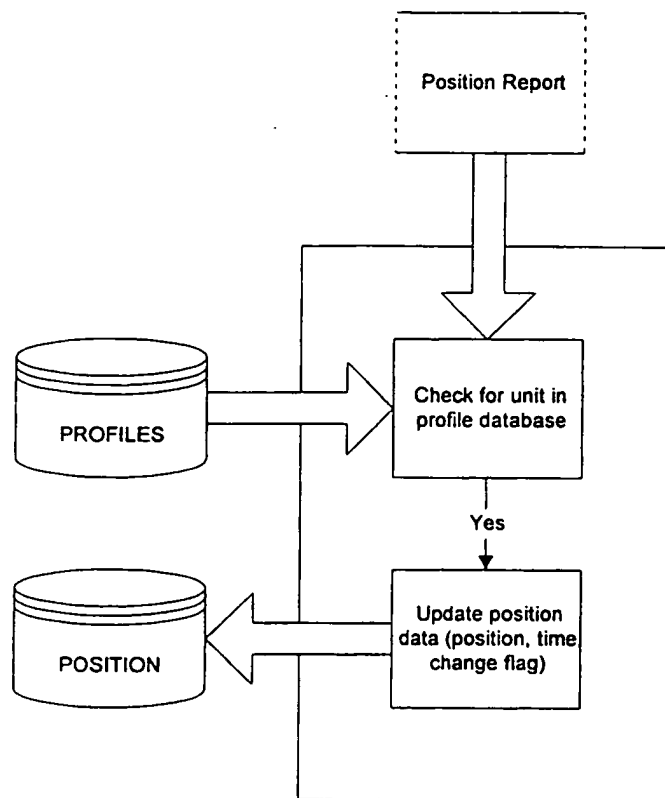 Position Report
Check for unit in
profile database
PROFILES
Yes
Update position
data (position, time
change flag)
POSITION